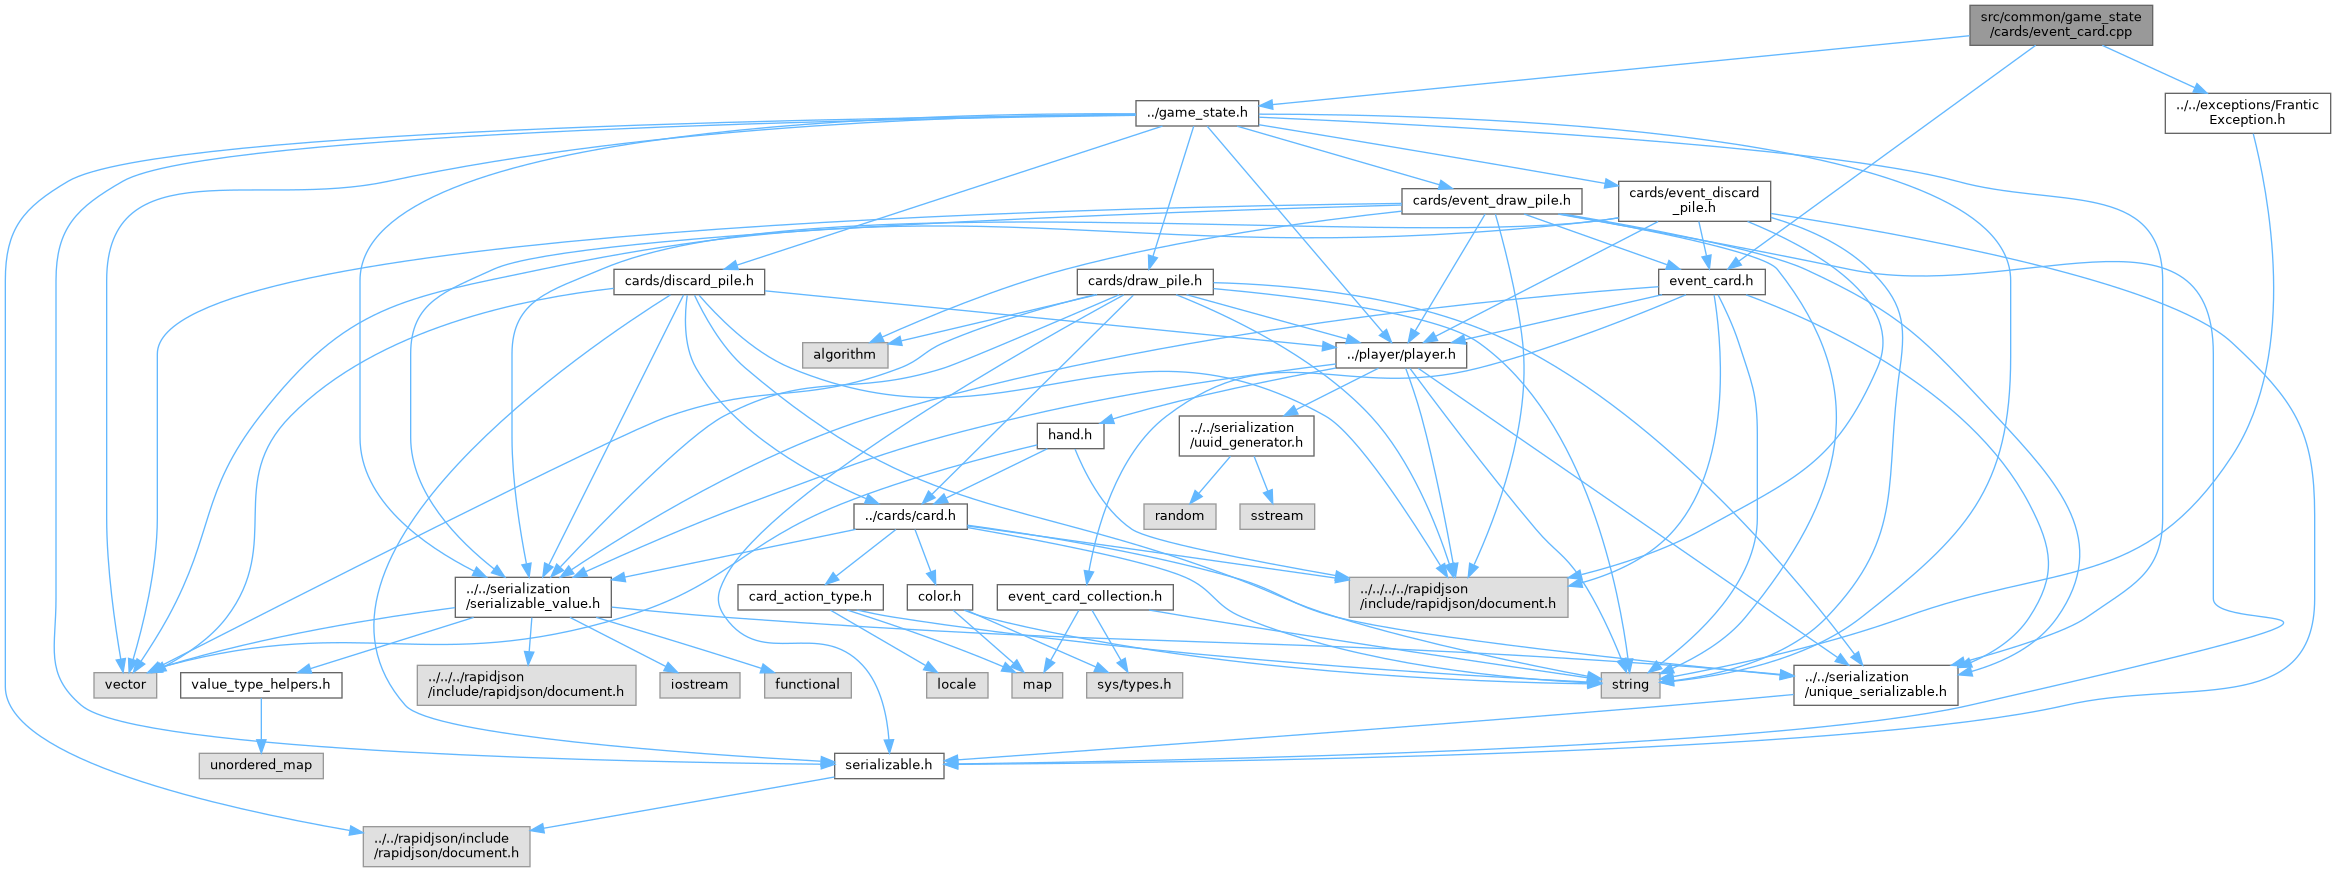 src/common/game_state
/cards/event_card.cpp
../game_state.h
../../exceptions/Frantic
Exception.h
cards/event_draw_pile.h
cards/event_discard
_pile.h
cards/discard_pile.h
cards/draw_pile.h
event_card.h
algorithm
../player/player.h
hand.h
../../serialization
/uuid_generator.h
../cards/card.h
random
sstream
../../serialization
/serializable_value.h
card_action_type.h
color.h
event_card_collection.h
../../../../rapidjson
/include/rapidjson/document.h
vector
value_type_helpers.h
../../../rapidjson
/include/rapidjson/document.h
iostream
functional
locale
map
sys/types.h
string
../../serialization
/unique_serializable.h
unordered_map
serializable.h
../../rapidjson/include
/rapidjson/document.h